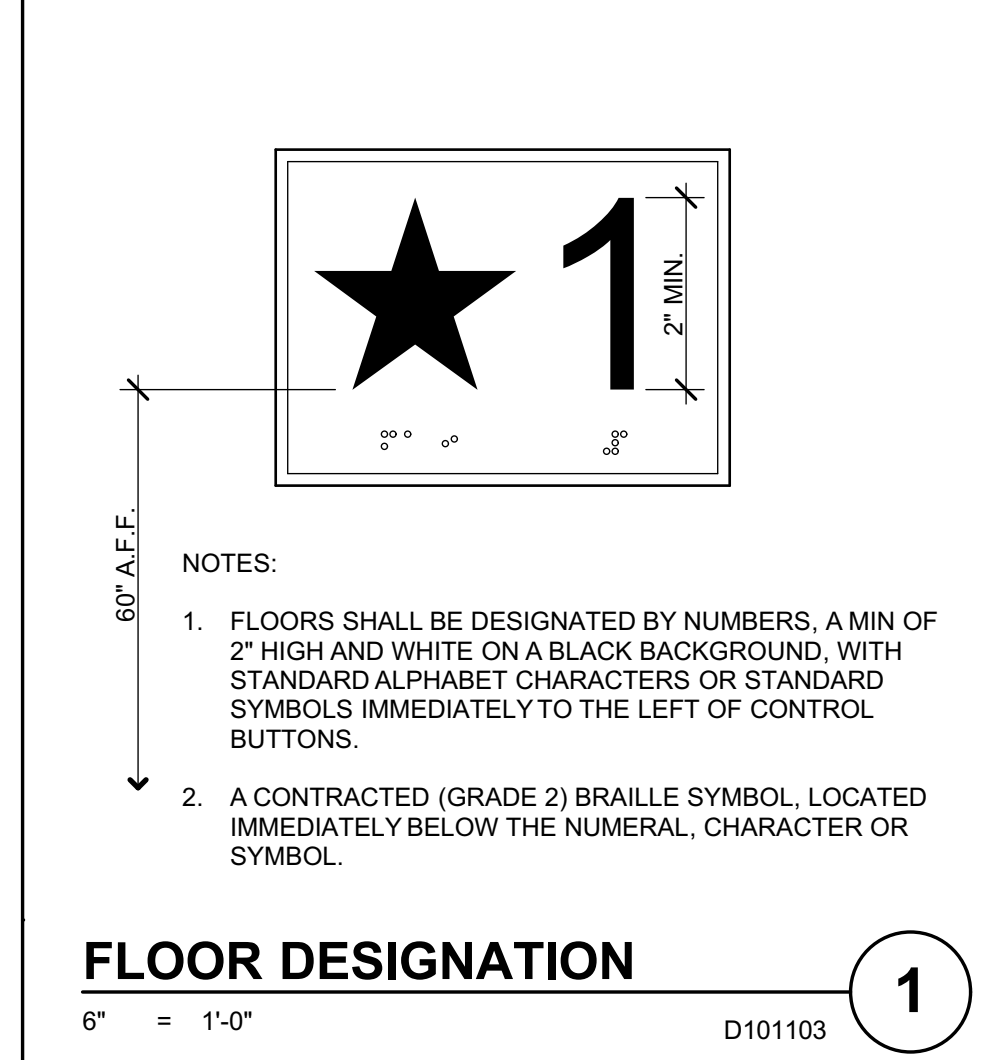 1
2" MIN.
60" A.F.F.
NOTES:
1. FLOORS SHALL BE DESIGNATED BY NUMBERS, A MIN OF
2" HIGH AND WHITE ON A BLACK BACKGROUND, WITH
STANDARD ALPHABET CHARACTERS OR STANDARD
SYMBOLS IMMEDIATELY TO THE LEFT OF CONTROL
BUTTONS.
2. A CONTRACTED (GRADE 2) BRAILLE SYMBOL, LOCATED
IMMEDIATELY BELOW THE NUMERAL, CHARACTER OR
SYMBOL.
FLOOR DESIGNATION
1
6" = 1'-0"
D101103